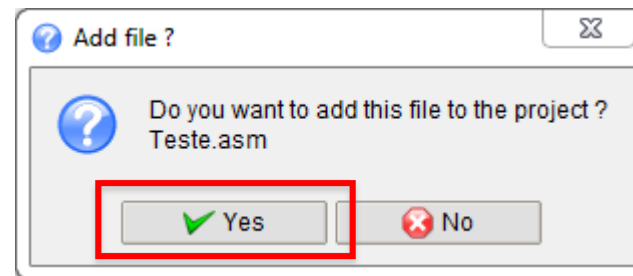 Add file ?
Do you want to add this file to the project ?
Teste.asm
Yes
No